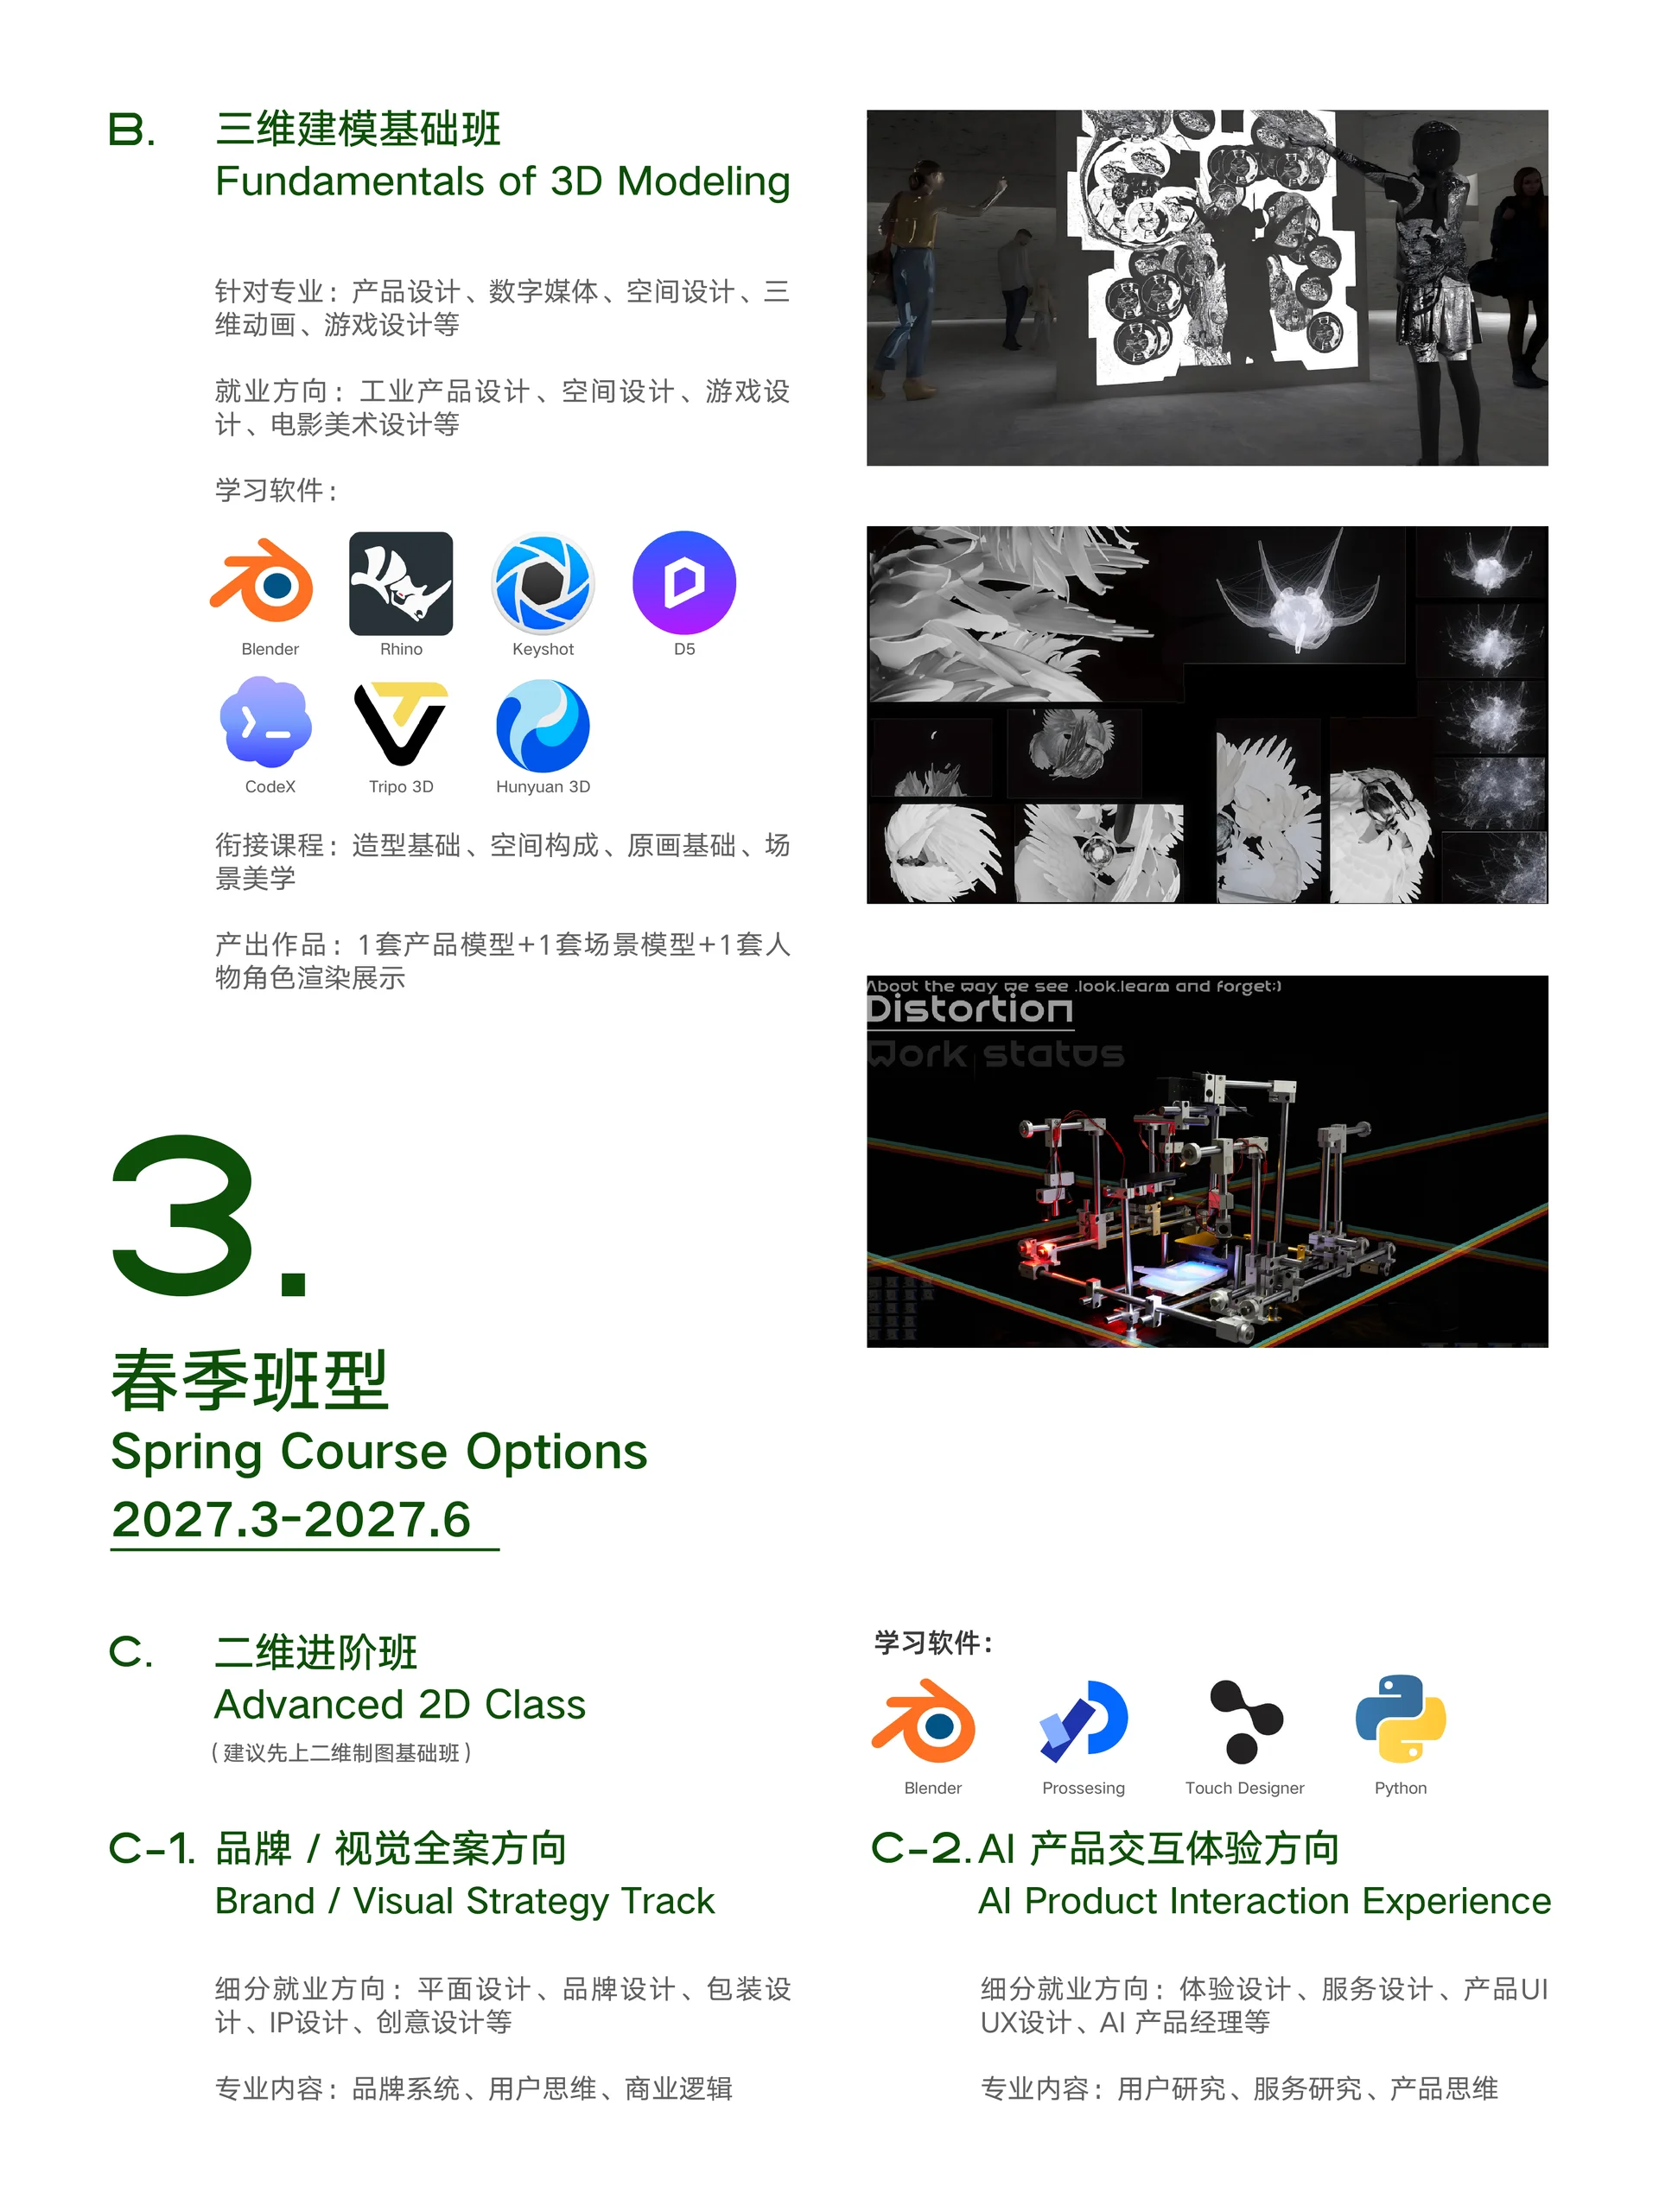 B.
三维建模基础班
Fundamentals of 3D Modeling
针对专业：产品设计、数字媒体、空间设计、三
维动画、游戏设计等
就业方向：工业产品设计、空间设计、游戏设
计、电影美术设计等
学习软件：
Blender
Rhino
Keyshot
D5
CodeX
Tripo 3D
Hunyuan 3D
衔接课程：造型基础、空间构成、原画基础、场
景美学
产出作品：1套产品模型+1套场景模型+1套人
物角色渲染展示
About the way we see .look.learm and forget:)
Distortion
Work status
3.
春季班型
Spring Course Options
2027.3-2027.6
C.
二维进阶班
Advanced 2D Class
（建议先上二维制图基础班）
学习软件：
Blender
Prossesing
Touch Designer
Python
C-1. 品牌 / 视觉全案方向
Brand / Visual Strategy Track
细分就业方向：平面设计、品牌设计、包装设
计、IP设计、创意设计等
专业内容：品牌系统、用户思维、商业逻辑
C-2. AI 产品交互体验方向
AI Product Interaction Experience
细分就业方向：体验设计、服务设计、产品UI
UX设计、AI 产品经理等
专业内容：用户研究、服务研究、产品思维